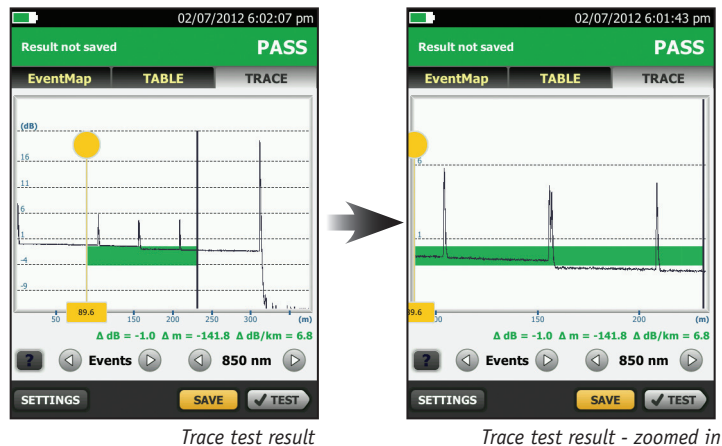 02/07/2012 6:02:07 pm
Result not saved PASS
EventMap TABLE TRACE
(dB)
16
11
6
1
-4
-9
89.6
50 150 200 250 300 (m)
Δ dB = -1.0 Δ m = -141.8 Δ dB/km = 6.8
? Events 850 nm
SETTINGS SAVE TEST
Trace test result
02/07/2012 6:01:43 pm
Result not saved PASS
EventMap TABLE TRACE
6
1
9.6 00 150 200 (m)
Δ dB = -1.0 Δ m = -141.8 Δ dB/km = 6.8
? Events 850 nm
SETTINGS SAVE TEST
Trace test result - zoomed in